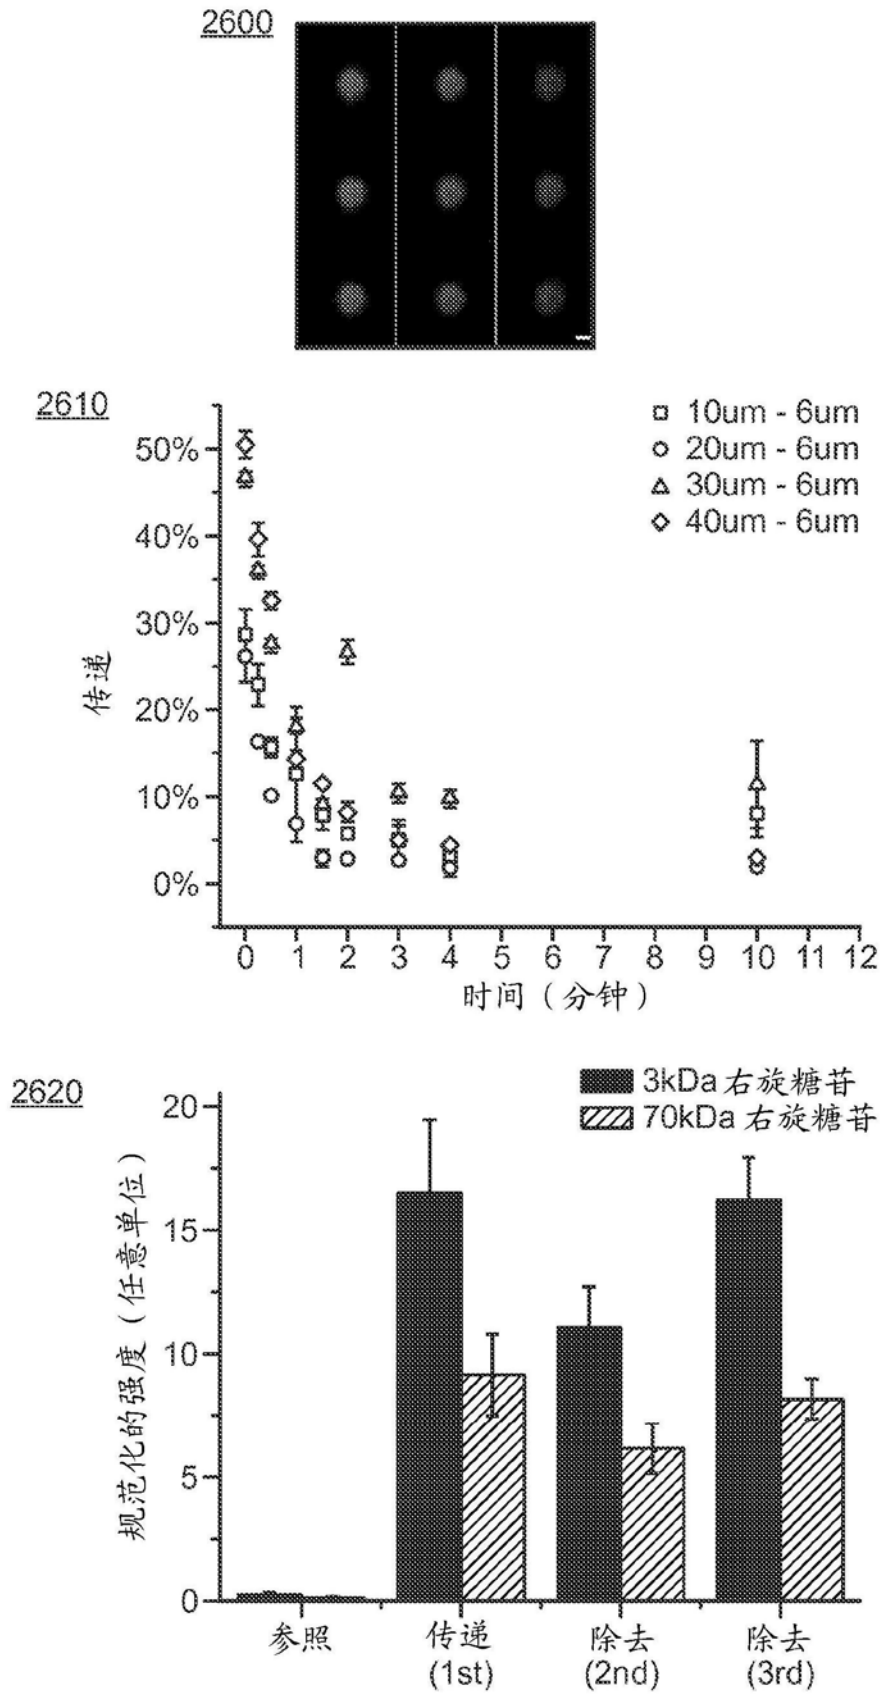 2600
2610
50%
40%
30%
20%
10%
0%
传递
10um - 6um
20um - 6um
30um - 6um
40um - 6um
0 1 2 3 4 5 6 7 8 9 10 11 12
时间（分钟）
2620
3kDa 右旋糖苷
70kDa 右旋糖苷
20
15
10
5
0
规范化的强度（任意单位）
参照 传递 除去 除去
(1st) (2nd) (3rd)